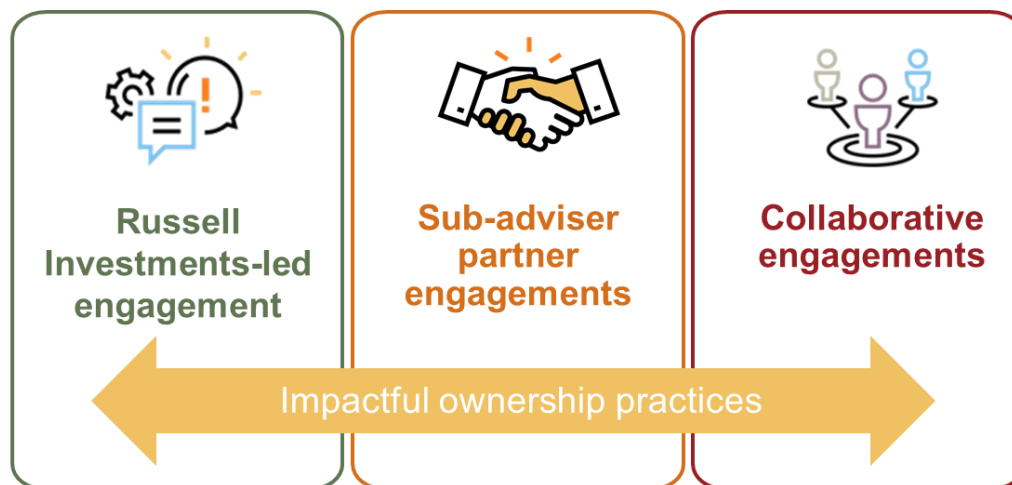 Russell
Investments-led
engagement
Sub-adviser
partner
engagements
Collaborative
engagements
Impactful ownership practices